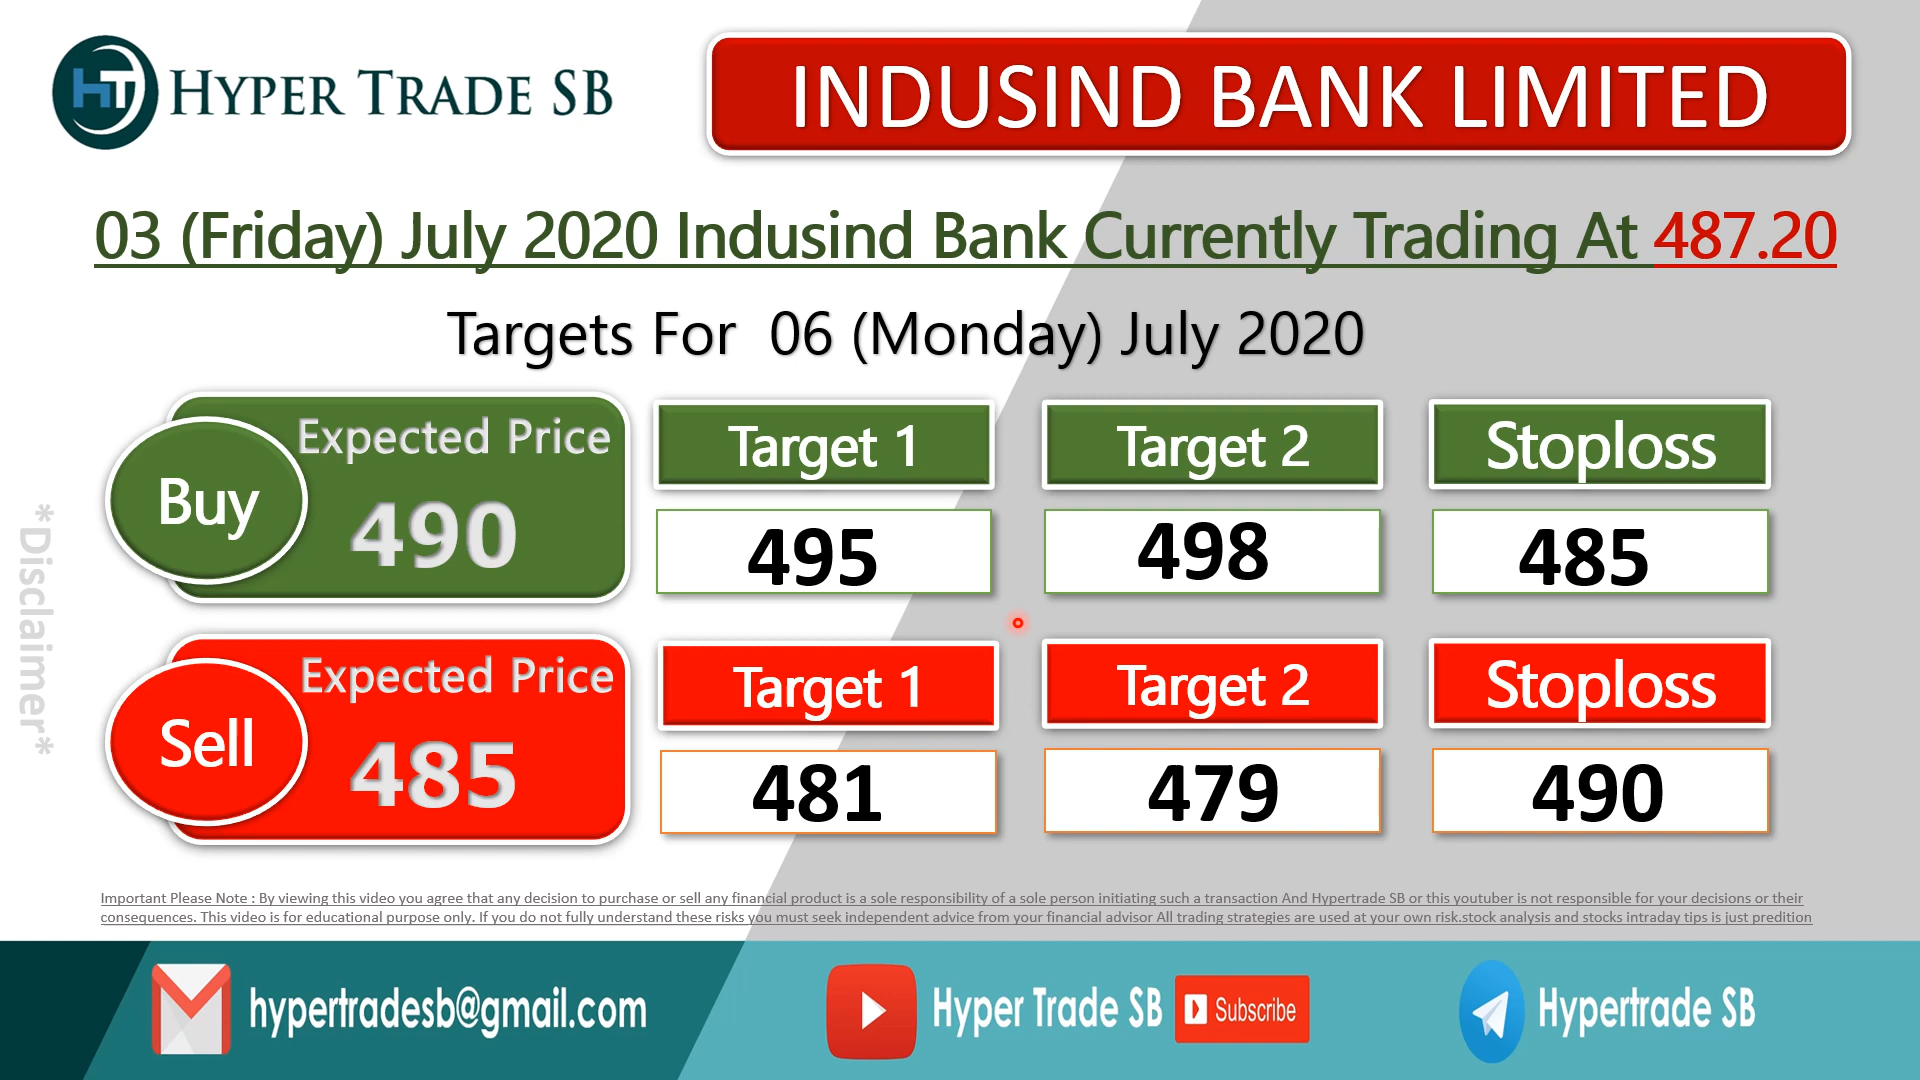 HT HYPER TRADE SB
INDUSIND BANK LIMITED
03 (Friday) July 2020 Indusind Bank Currently Trading At 487.20
Targets For 06 (Monday) July 2020
Buy
Expected Price
490
Target 1
Target 2
Stoploss
495
498
485
*Disclaimer*
Sell
Expected Price
485
Target 1
Target 2
Stoploss
481
479
490
Important Please Note : By viewing this video you agree that any decision to purchase or sell any financial product is a sole responsibility of a sole person initiating such a transaction And Hypertrade SB or this youtuber is not responsible for your decisions or their
consequences. This video is for educational purpose only. If you do not fully understand these risks you must seek independent advice from your financial advisor All trading strategies are used at your own risk.stock analysis and stocks intraday tips is just predition
hypertradesb@gmail.com
Hyper Trade SB
Subscribe
Hypertrade SB